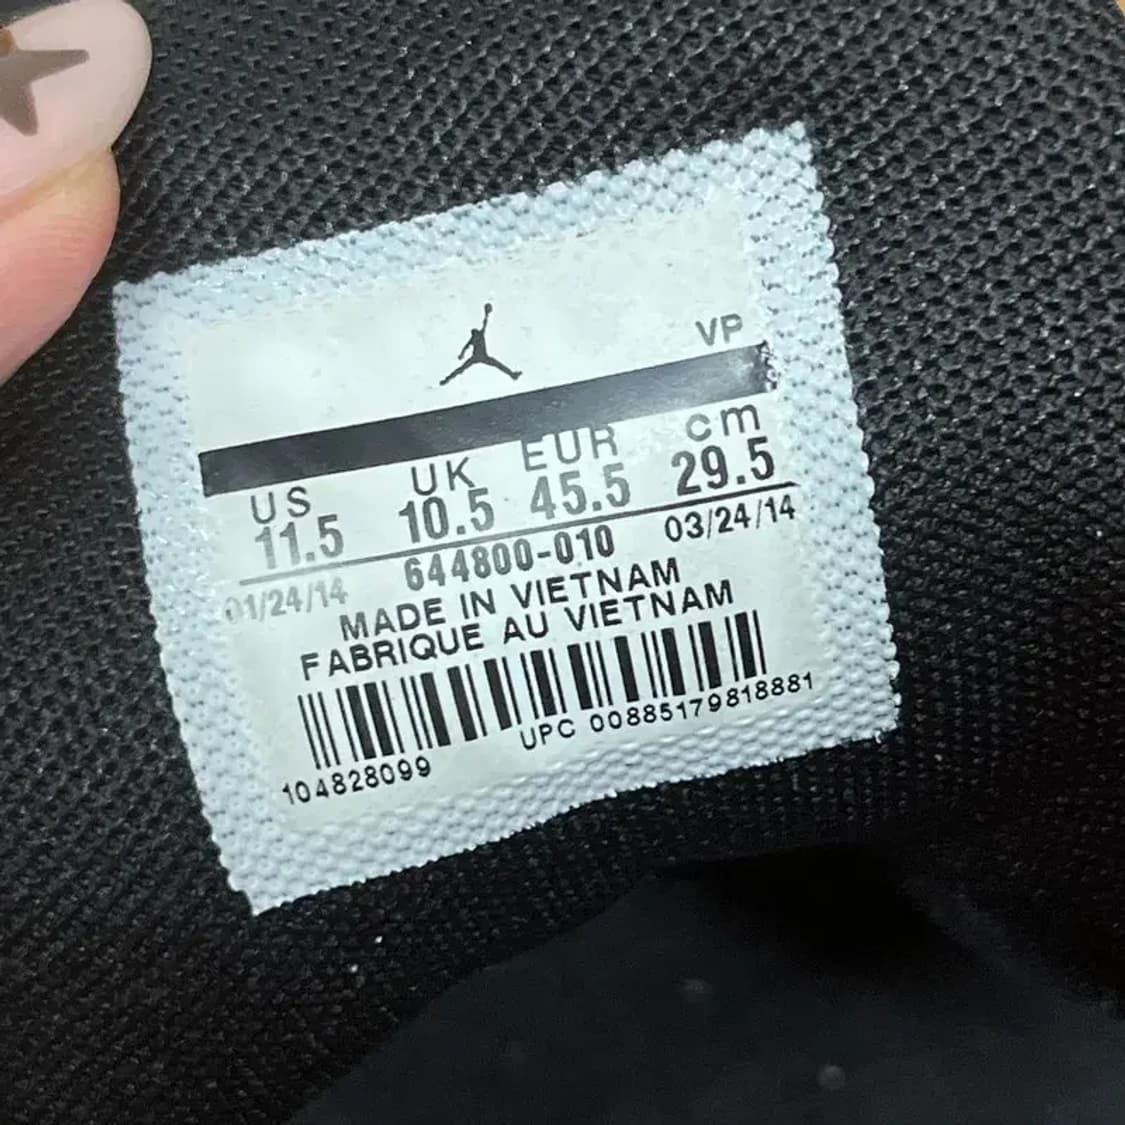 VP
US UK EUR cm
11.5 10.5 45.5 29.5
01/24/14 644800-010 03/24/14
MADE IN VIETNAM
FABRIQUE AU VIETNAM
UPC 00885179818881
104828099